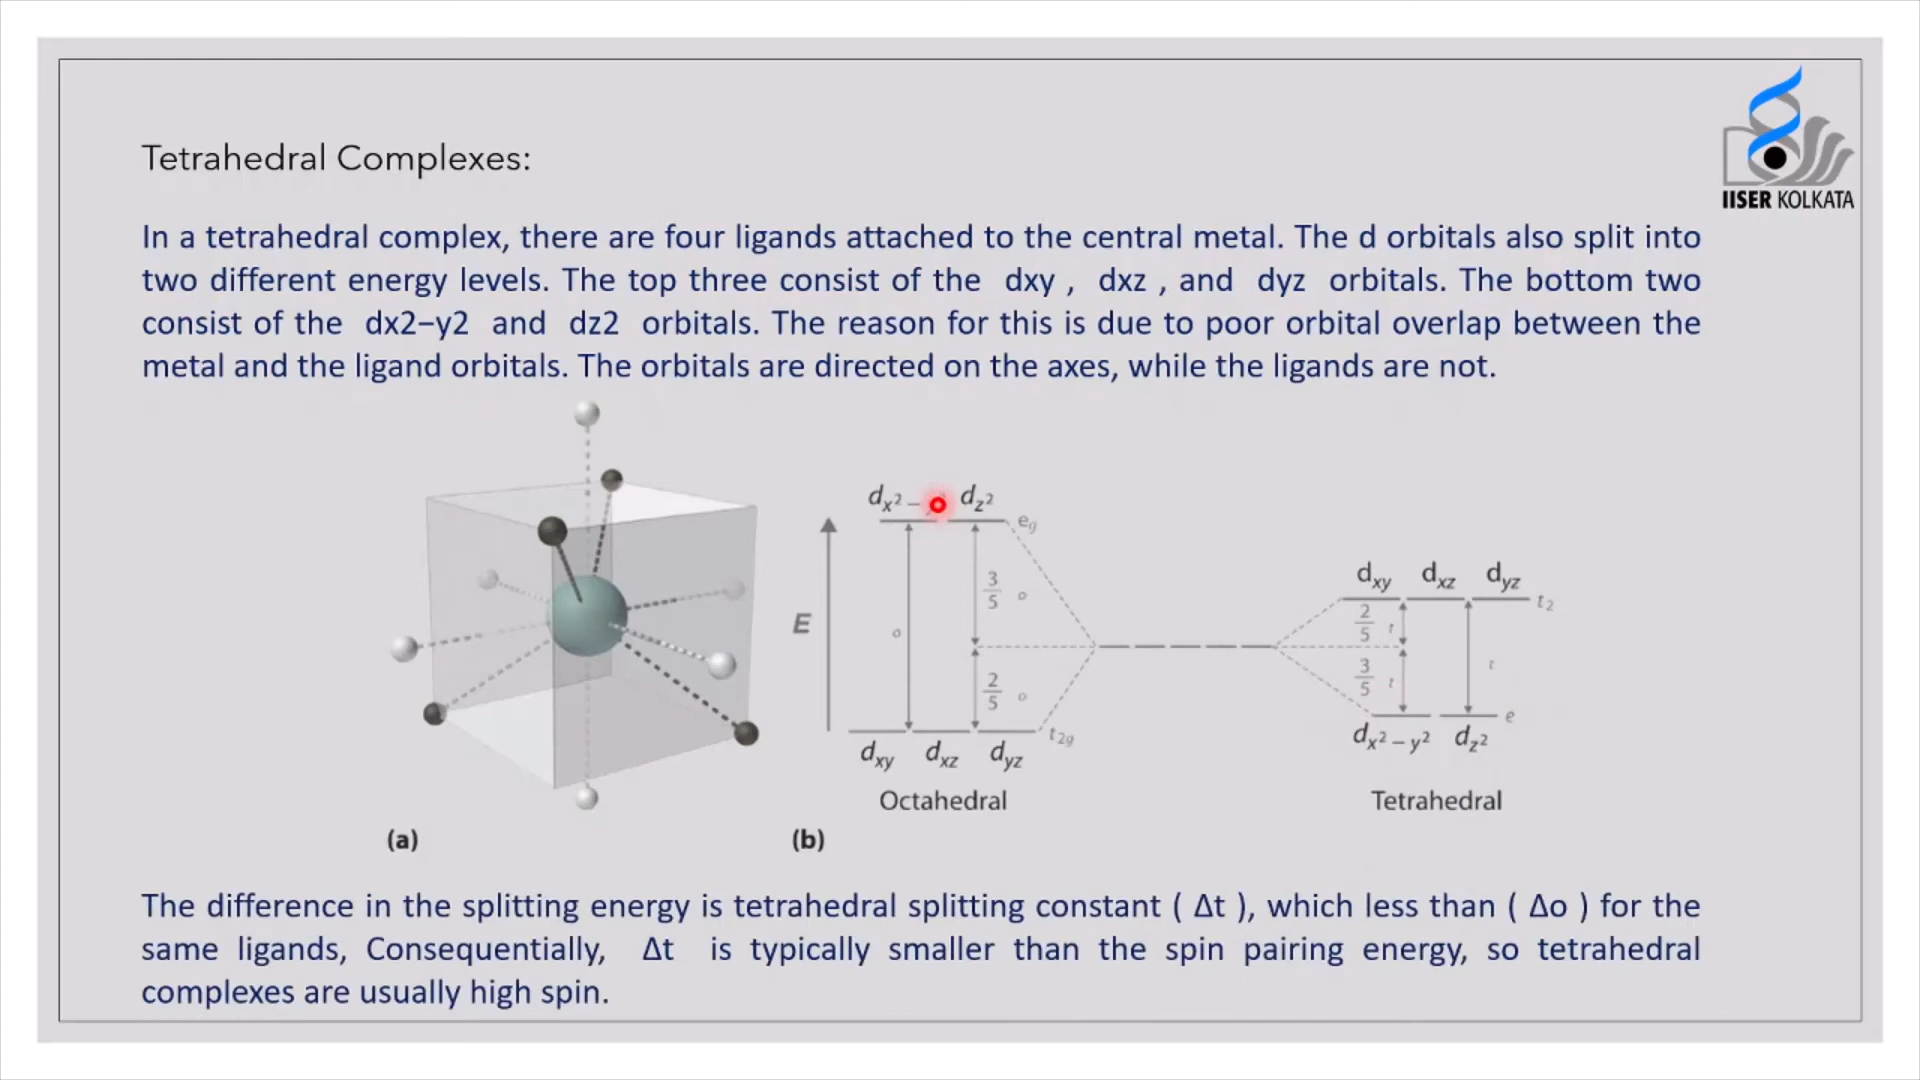 IISER KOLKATA
Tetrahedral Complexes:
In a tetrahedral complex, there are four ligands attached to the central metal. The d orbitals also split into
two different energy levels. The top three consist of the dxy , dxz , and dyz orbitals. The bottom two
consist of the dx2−y2 and dz2 orbitals. The reason for this is due to poor orbital overlap between the
metal and the ligand orbitals. The orbitals are directed on the axes, while the ligands are not.
(a)
E
dx² – dz²
eg
3/5 o
o
2/5 o
t2g
dxy dxz dyz
Octahedral
(b)
dxy dxz dyz
t2
2/5 t
3/5 t
t
e
dx² – y² dz²
Tetrahedral
The difference in the splitting energy is tetrahedral splitting constant ( Δt ), which less than ( Δo ) for the
same ligands, Consequentially, Δt is typically smaller than the spin pairing energy, so tetrahedral
complexes are usually high spin.